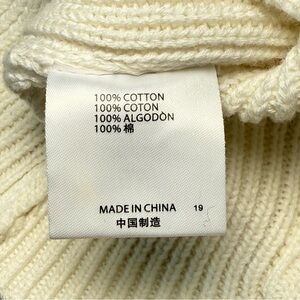 100% COTTON
100% COTON
100% ALGODÓN
100% 棉
MADE IN CHINA 19
中国制造